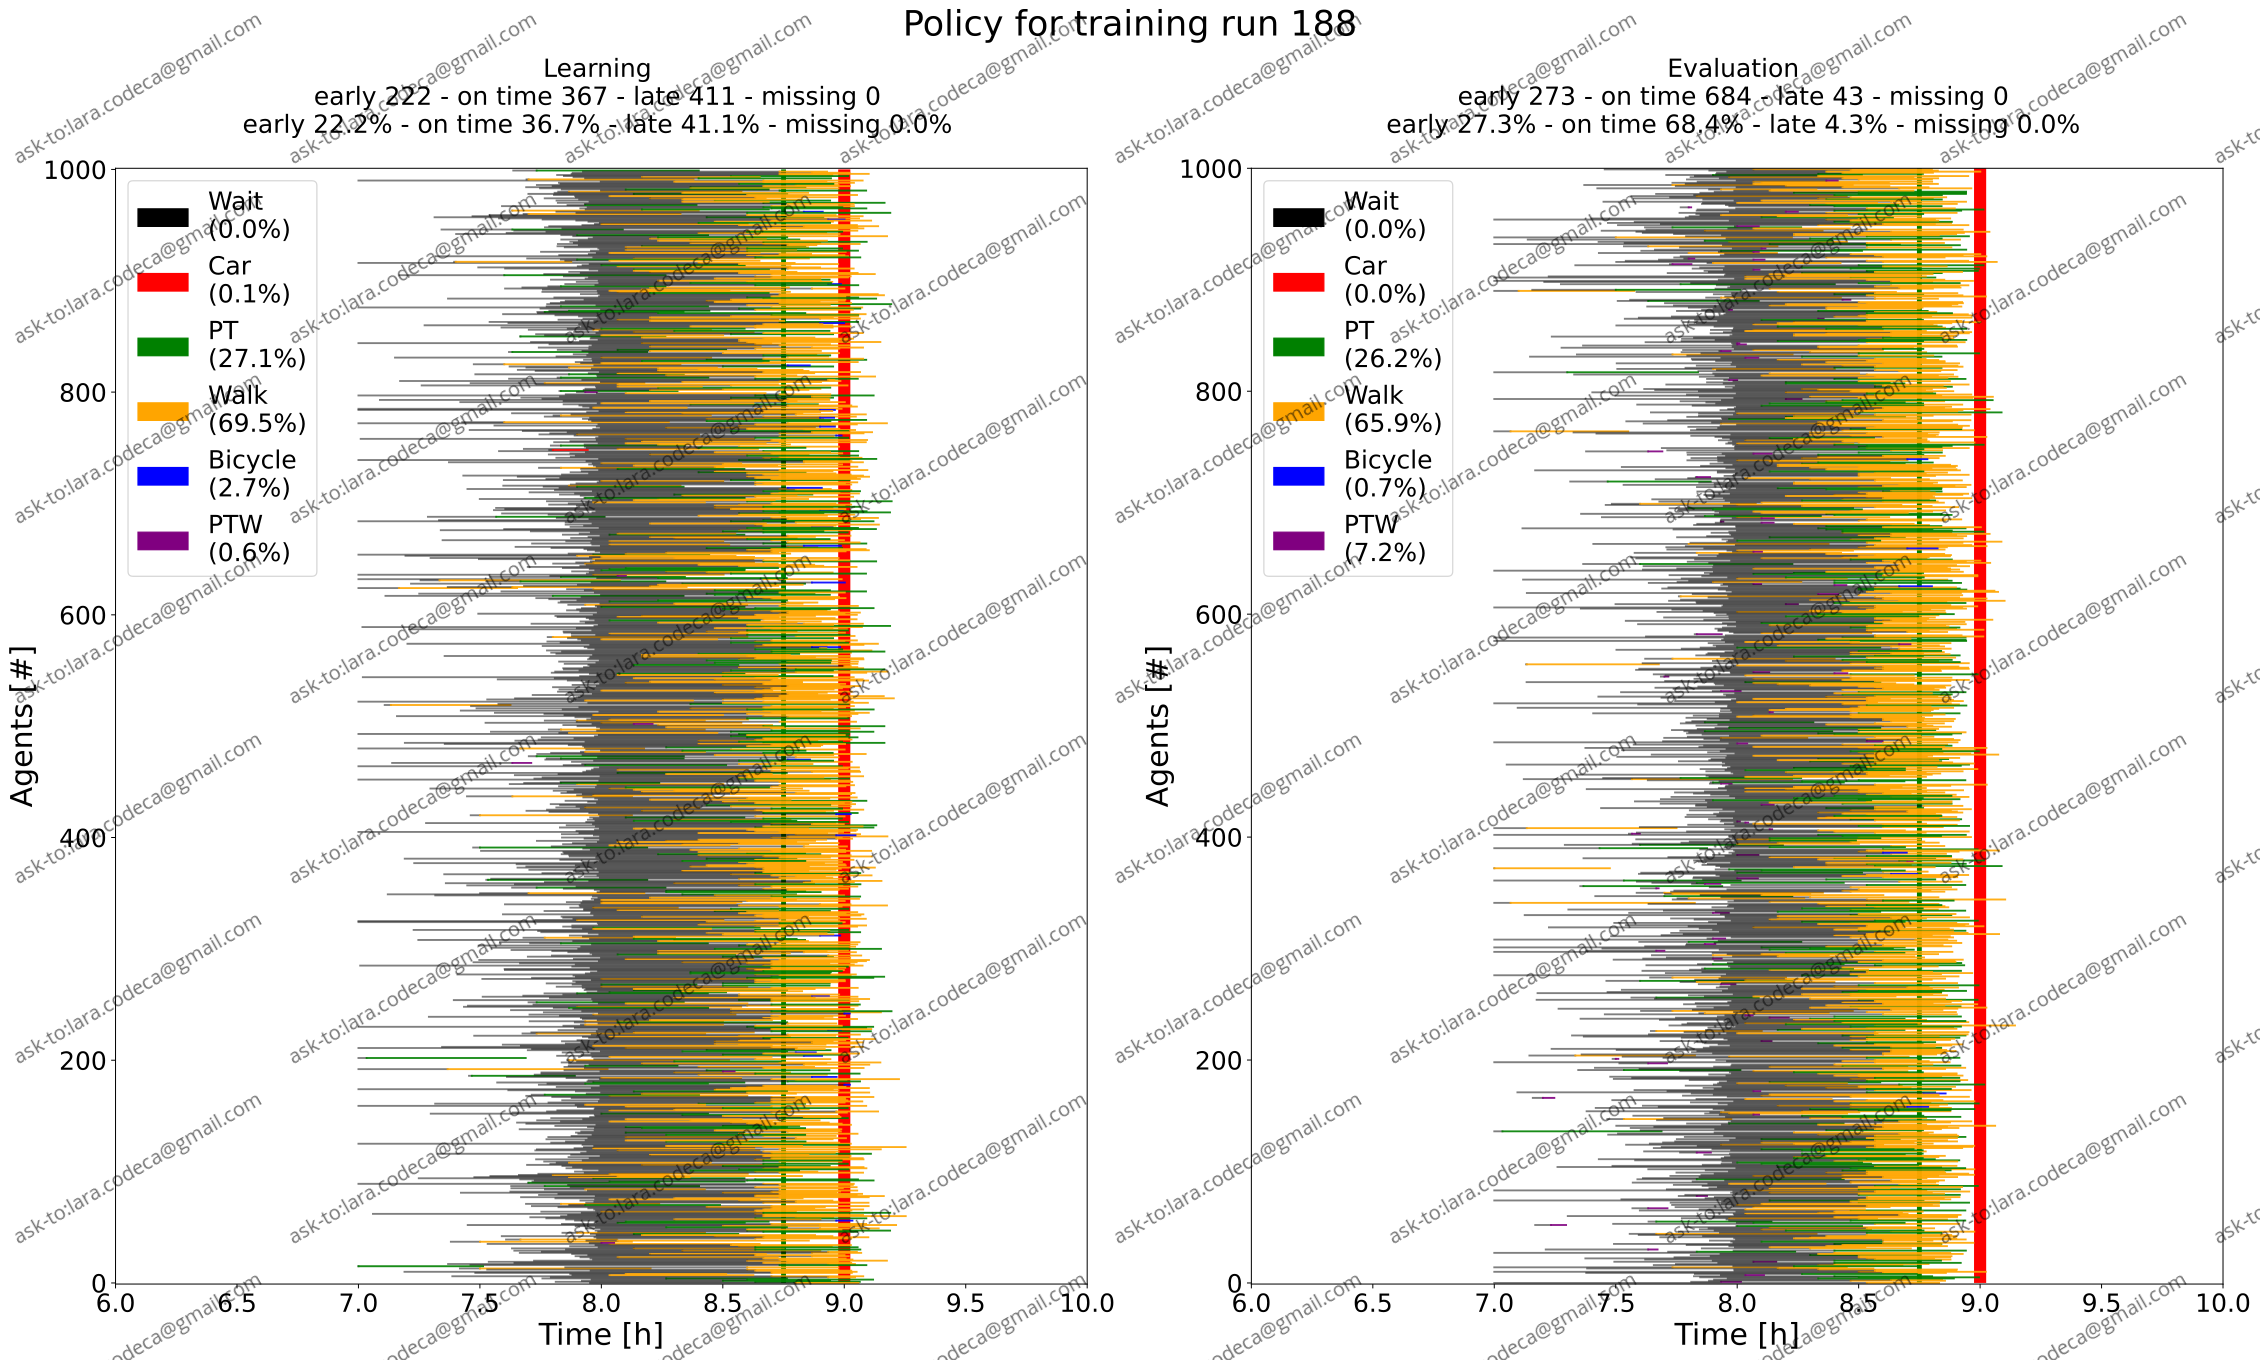 Policy for training run 188
Learning
early 222 - on time 367 - late 411 - missing 0
early 22.2% - on time 36.7% - late 41.1% - missing 0.0%
Evaluation
early 273 - on time 684 - late 43 - missing 0
early 27.3% - on time 68.4% - late 4.3% - missing 0.0%
Agents [#]
1000
800
600
400
200
0
Wait
(0.0%)
Car
(0.1%)
PT
(27.1%)
Walk
(69.5%)
Bicycle
(2.7%)
PTW
(0.6%)
6.0 6.5 7.0 7.5 8.0 8.5 9.0 9.5 10.0
Time [h]
Agents [#]
1000
800
600
400
200
0
Wait
(0.0%)
Car
(0.0%)
PT
(26.2%)
Walk
(65.9%)
Bicycle
(0.7%)
PTW
(7.2%)
6.0 6.5 7.0 7.5 8.0 8.5 9.0 9.5 10.0
Time [h]
ask-to:lara.codeca@gmail.com